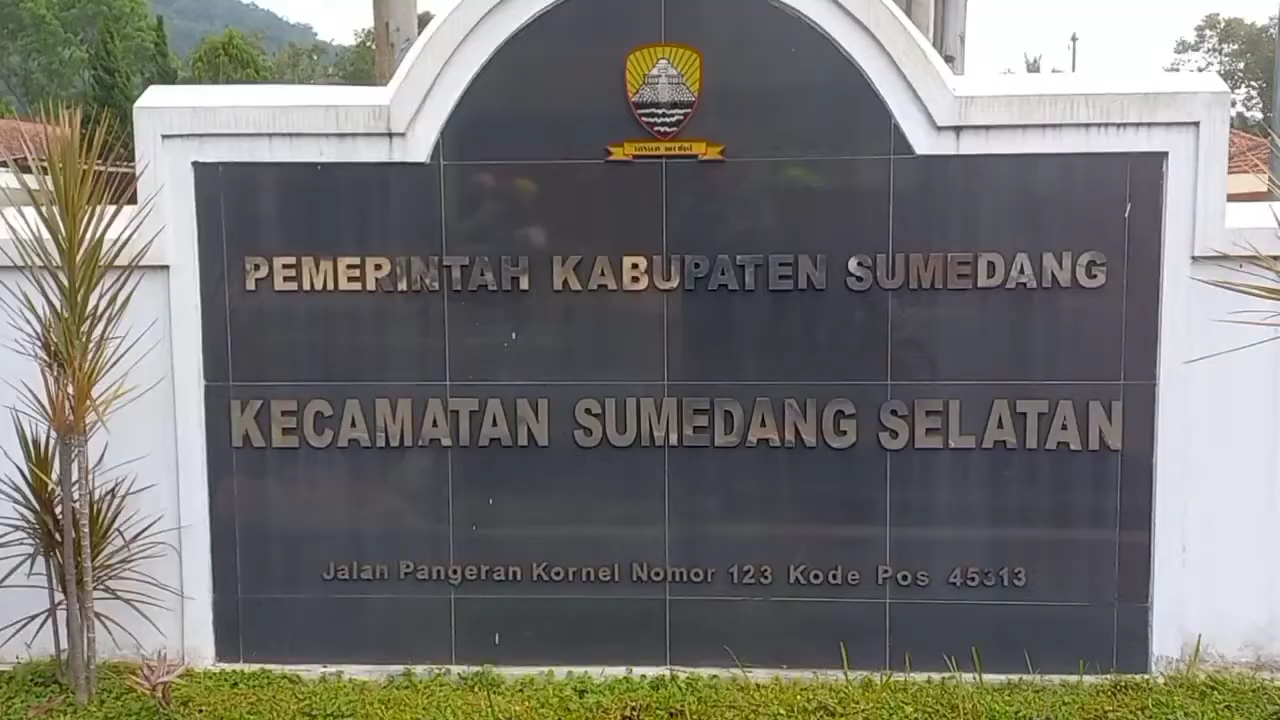 PEMERINTAH KABUPATEN SUMEDANG
KECAMATAN SUMEDANG SELATAN
Jalan Pangeran Kornel Nomor 123 Kode Pos 45313